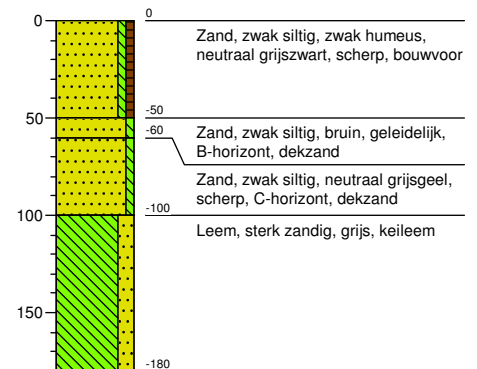 0
0
Zand, zwak siltig, zwak humeus,
neutraal grijszwart, scherp, bouwvoor
50
-50
-60
Zand, zwak siltig, bruin, geleidelijk,
B-horizont, dekzand
Zand, zwak siltig, neutraal grijsgeel,
scherp, C-horizont, dekzand
100
-100
Leem, sterk zandig, grijs, keileem
150
-180